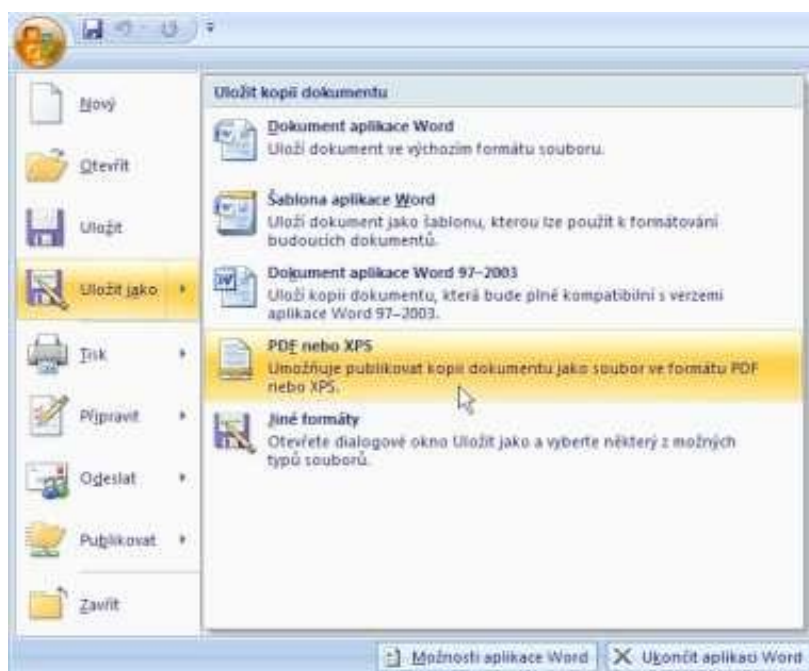 Nový
Otevřít
Uložit
Uložit jako
Tisk
Připravit
Odeslat
Publikovat
Zavřít
Uložit kopii dokumentu
Dokument aplikace Word
Uloží dokument ve výchozím formátu souboru.
Šablona aplikace Word
Uloží dokument jako šablonu, kterou lze použít k formátování
budoucích dokumentů.
Dokument aplikace Word 97–2003
Uloží kopii dokumentu, která bude plně kompatibilní s verzemi
aplikace Word 97–2003.
PDF nebo XPS
Umožňuje publikovat kopii dokumentu jako soubor ve formátu PDF
nebo XPS.
Jiné formáty
Otevřete dialogové okno Uložit jako a vyberte některý z možných
typů souborů.
Možnosti aplikace Word
Ukončit aplikaci Word